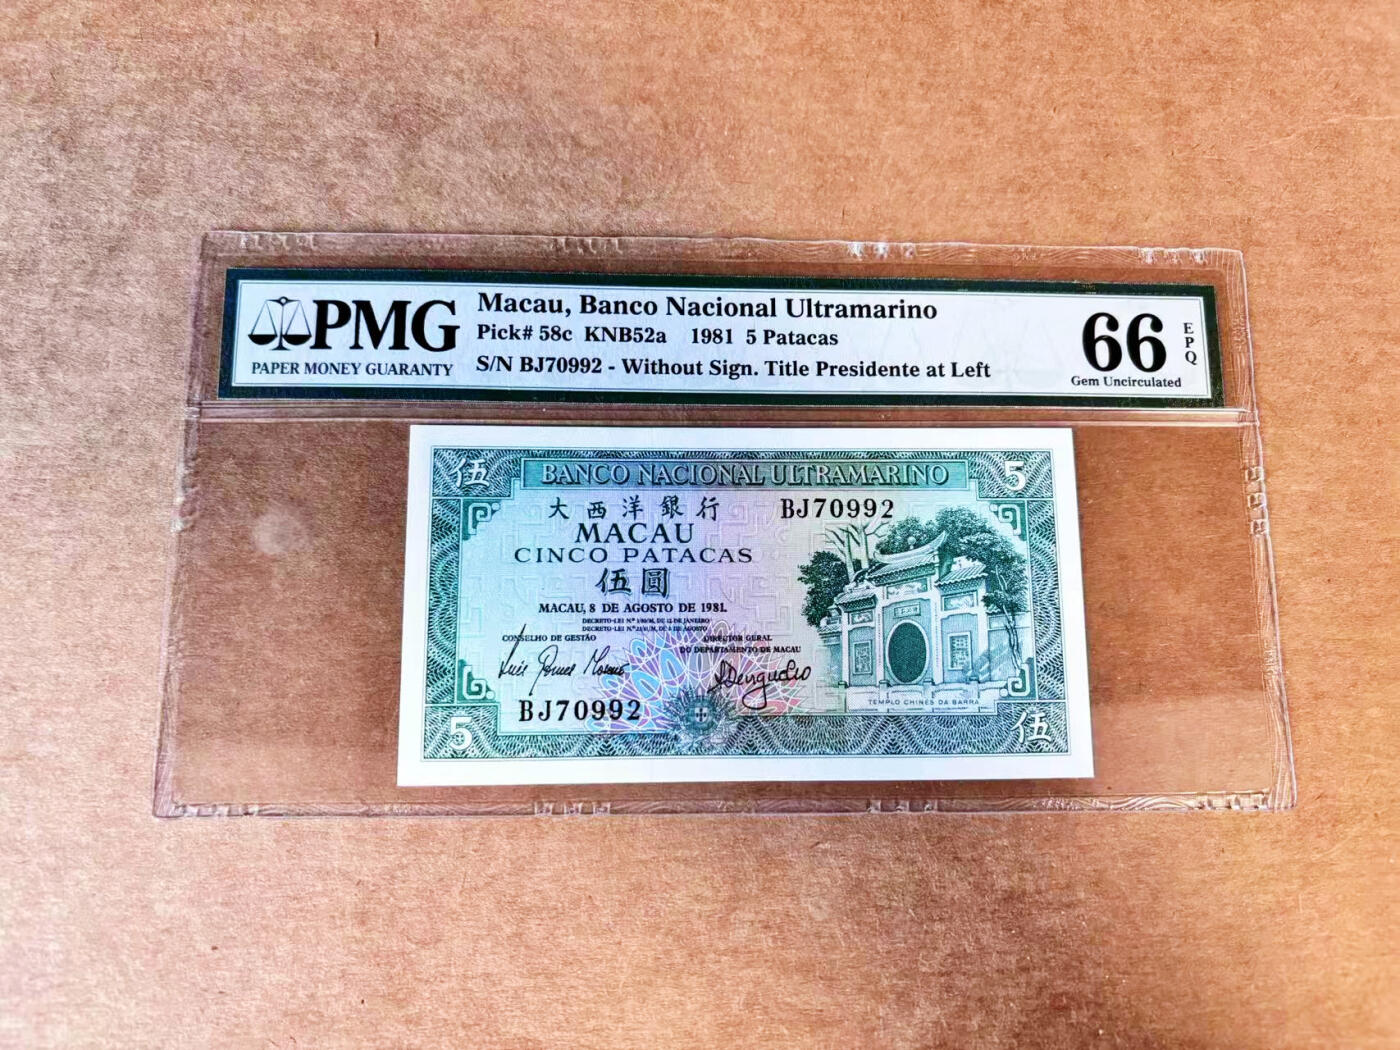 PMG
PAPER MONEY GUARANTY
Macau, Banco Nacional Ultramarino
Pick# 58c KNB52a 1981 5 Patacas
S/N BJ70992 - Without Sign. Title Presidente at Left
66
EPQ
Gem Uncirculated
伍
BANCO NACIONAL ULTRAMARINO
5
大西洋銀行
BJ70992
MACAU
CINCO PATACAS
伍圓
MACAU, 8 DE AGOSTO DE 1981.
CONSELHO DE GESTÃO
DIRECTOR GERAL
DO DEPARTAMENTO DE MACAU
BJ70992
TEMPLO CHINÊS DA BARRA
5
伍